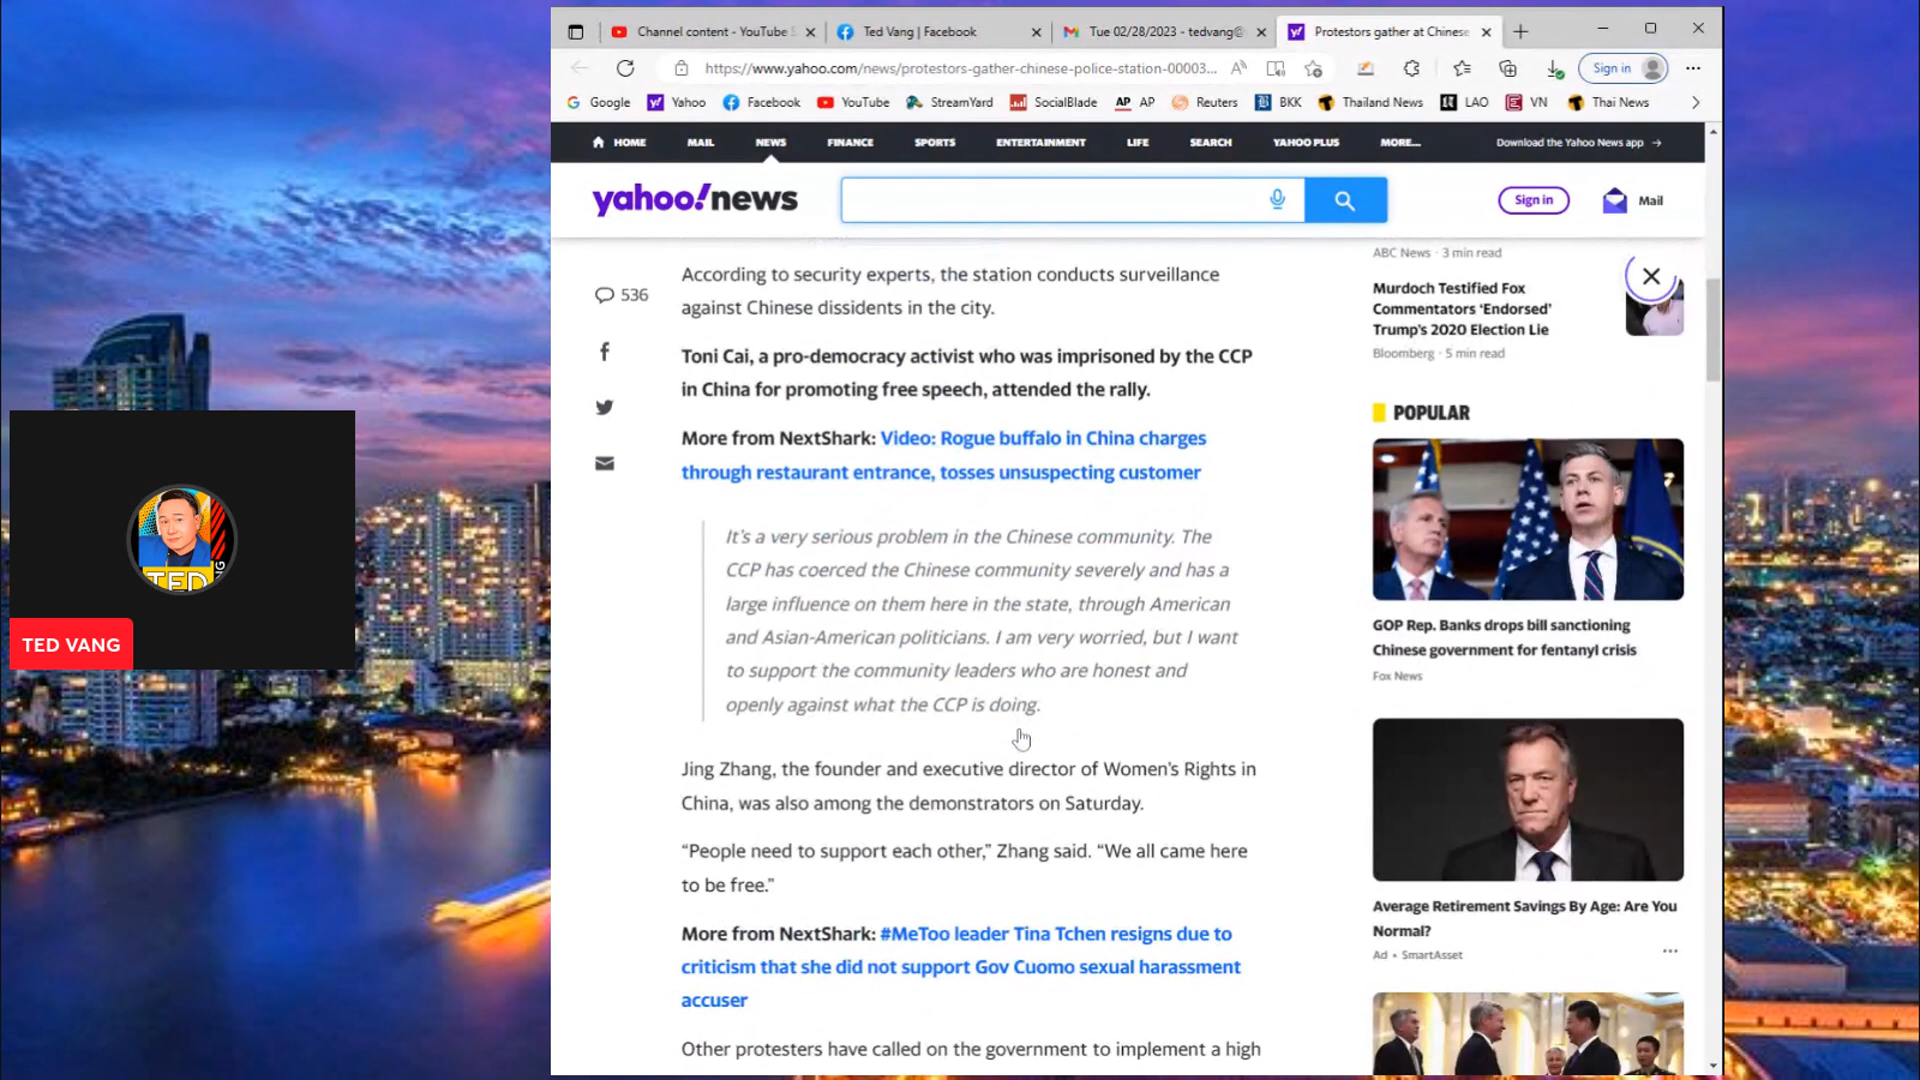 Channel content - YouTube S
Ted Vang | Facebook
Tue 02/28/2023 - tedvang@
Protestors gather at Chinese
https://www.yahoo.com/news/protestors-gather-chinese-police-station-00003...
Sign in
Google
Yahoo
Facebook
YouTube
StreamYard
SocialBlade
AP AP
Reuters
BKK
Thailand News
LAO
VN
Thai News
HOME
MAIL
NEWS
FINANCE
SPORTS
ENTERTAINMENT
LIFE
SEARCH
YAHOO PLUS
MORE...
Download the Yahoo News app →
yahoo!news
Sign in
Mail
536
According to security experts, the station conducts surveillance
against Chinese dissidents in the city.
Toni Cai, a pro-democracy activist who was imprisoned by the CCP
in China for promoting free speech, attended the rally.
More from NextShark: Video: Rogue buffalo in China charges
through restaurant entrance, tosses unsuspecting customer
It's a very serious problem in the Chinese community. The
CCP has coerced the Chinese community severely and has a
large influence on them here in the state, through American
and Asian-American politicians. I am very worried, but I want
to support the community leaders who are honest and
openly against what the CCP is doing.
Jing Zhang, the founder and executive director of Women's Rights in
China, was also among the demonstrators on Saturday.
“People need to support each other,” Zhang said. “We all came here
to be free.”
More from NextShark: #MeToo leader Tina Tchen resigns due to
criticism that she did not support Gov Cuomo sexual harassment
accuser
Other protesters have called on the government to implement a high
ABC News · 3 min read
Murdoch Testified Fox
Commentators ‘Endorsed’
Trump's 2020 Election Lie
Bloomberg · 5 min read
POPULAR
GOP Rep. Banks drops bill sanctioning
Chinese government for fentanyl crisis
Fox News
Average Retirement Savings By Age: Are You
Normal?
Ad • SmartAsset
TED
NG
TED VANG